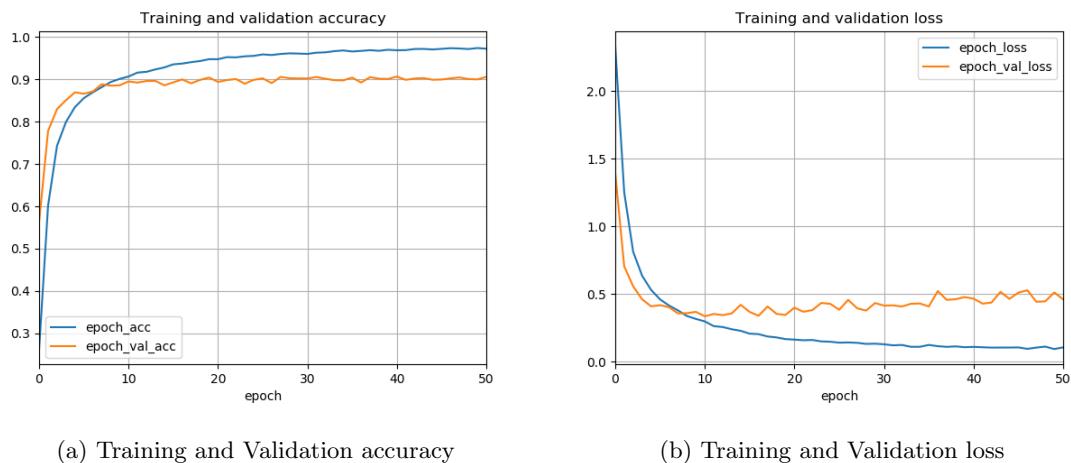 Training and validation accuracy
1.0
0.9
0.8
0.7
0.6
0.5
0.4
0.3
epoch_acc
epoch_val_acc
0 10 20 30 40 50
epoch
(a) Training and Validation accuracy
Training and validation loss
epoch_loss
epoch_val_loss
2.0
1.5
1.0
0.5
0.0
0 10 20 30 40 50
epoch
(b) Training and Validation loss